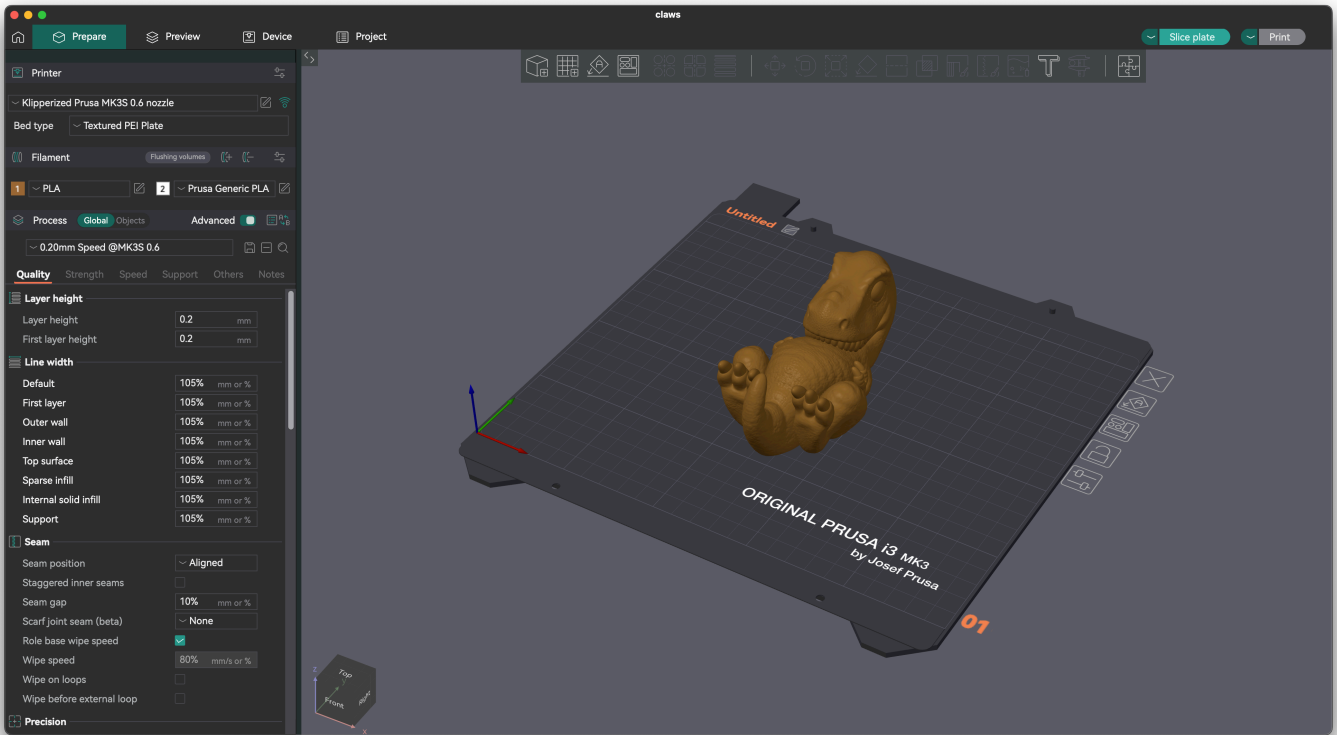 claws
Prepare
Preview
Device
Project
Slice plate
Print
Printer
Klipperized Prusa MK3S 0.6 nozzle
Bed type
Textured PEI Plate
Filament
Flushing volumes
1 PLA
2 Prusa Generic PLA
Process
Global
Objects
Advanced
0.20mm Speed @MK3S 0.6
Quality
Strength
Speed
Support
Others
Notes
Layer height
Layer height 0.2 mm
First layer height 0.2 mm
Line width
Default 105% mm or %
First layer 105% mm or %
Outer wall 105% mm or %
Inner wall 105% mm or %
Top surface 105% mm or %
Sparse infill 105% mm or %
Internal solid infill 105% mm or %
Support 105% mm or %
Seam
Seam position Aligned
Staggered inner seams
Seam gap 10% mm or %
Scarf joint seam (beta) None
Role base wipe speed
Wipe speed 80% mm/s or %
Wipe on loops
Wipe before external loop
Precision
Untitled
ORIGINAL PRUSA i3 MK3
by Josef Prusa
01
Z
Top
Front
Right
X